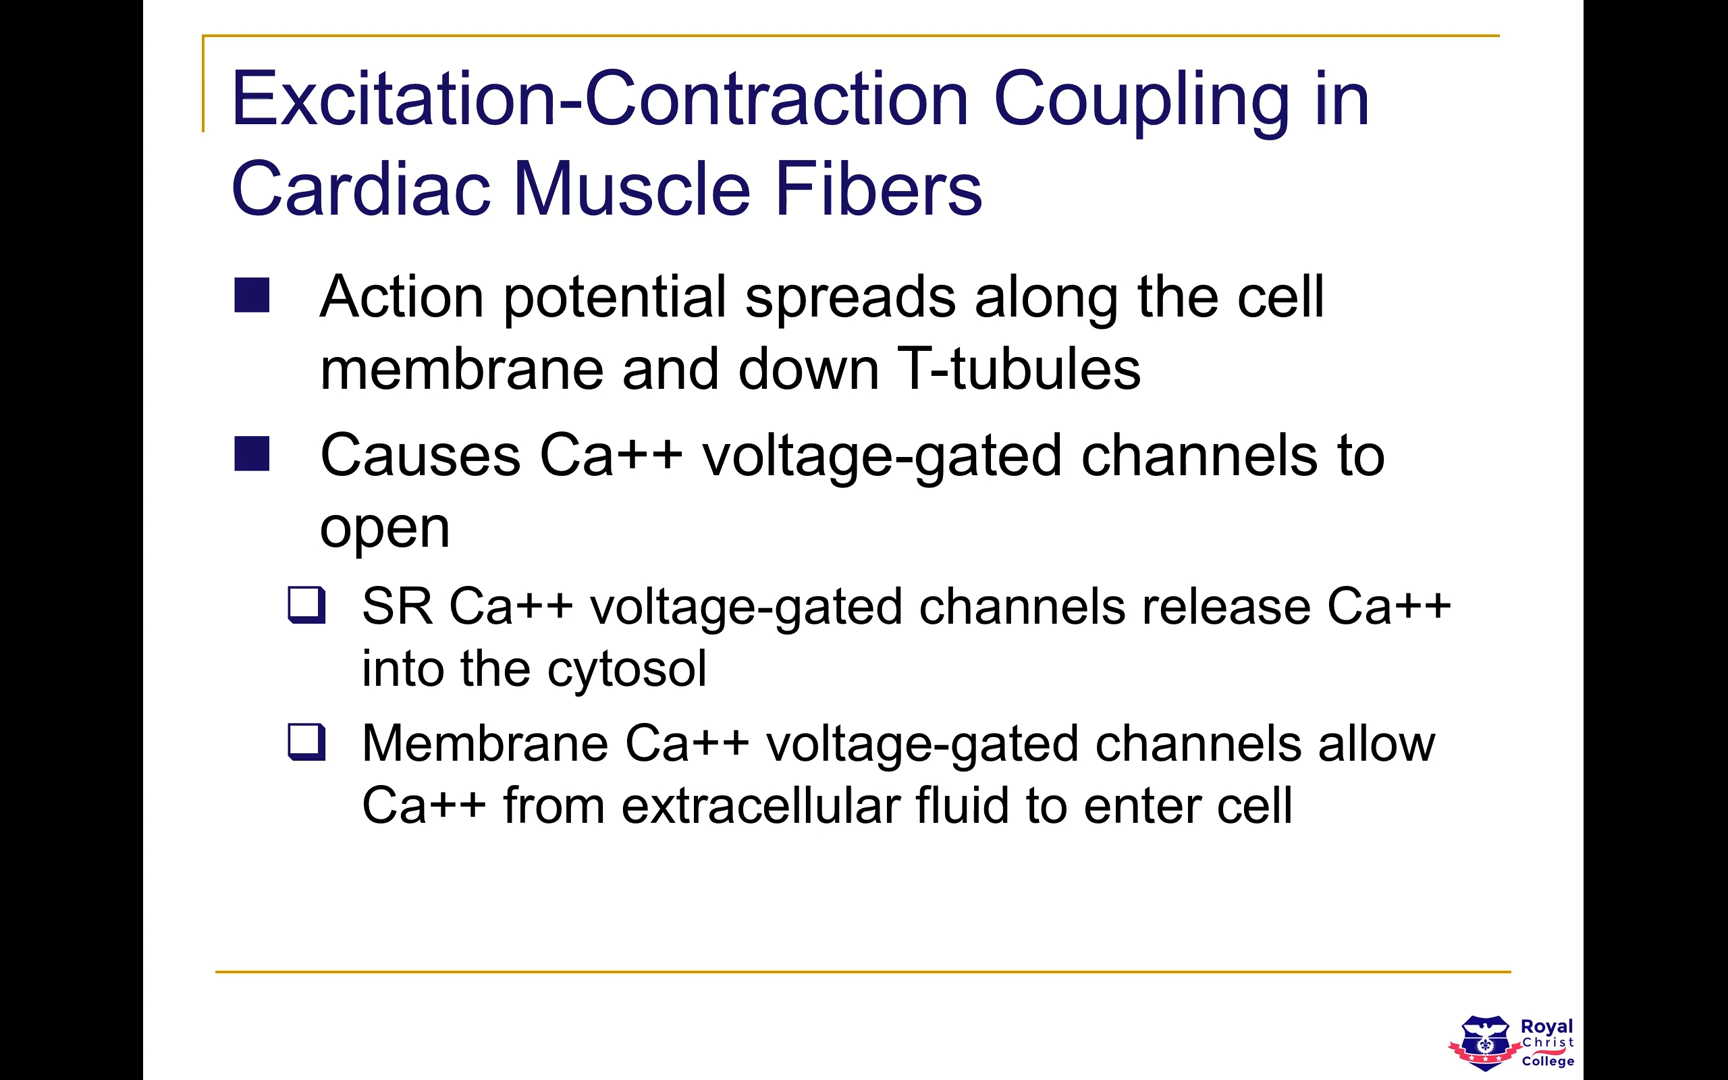 Excitation-Contraction Coupling in
Cardiac Muscle Fibers
Action potential spreads along the cell
membrane and down T-tubules
Causes Ca++ voltage-gated channels to
open
SR Ca++ voltage-gated channels release Ca++
into the cytosol
Membrane Ca++ voltage-gated channels allow
Ca++ from extracellular fluid to enter cell
Royal
Christ
College